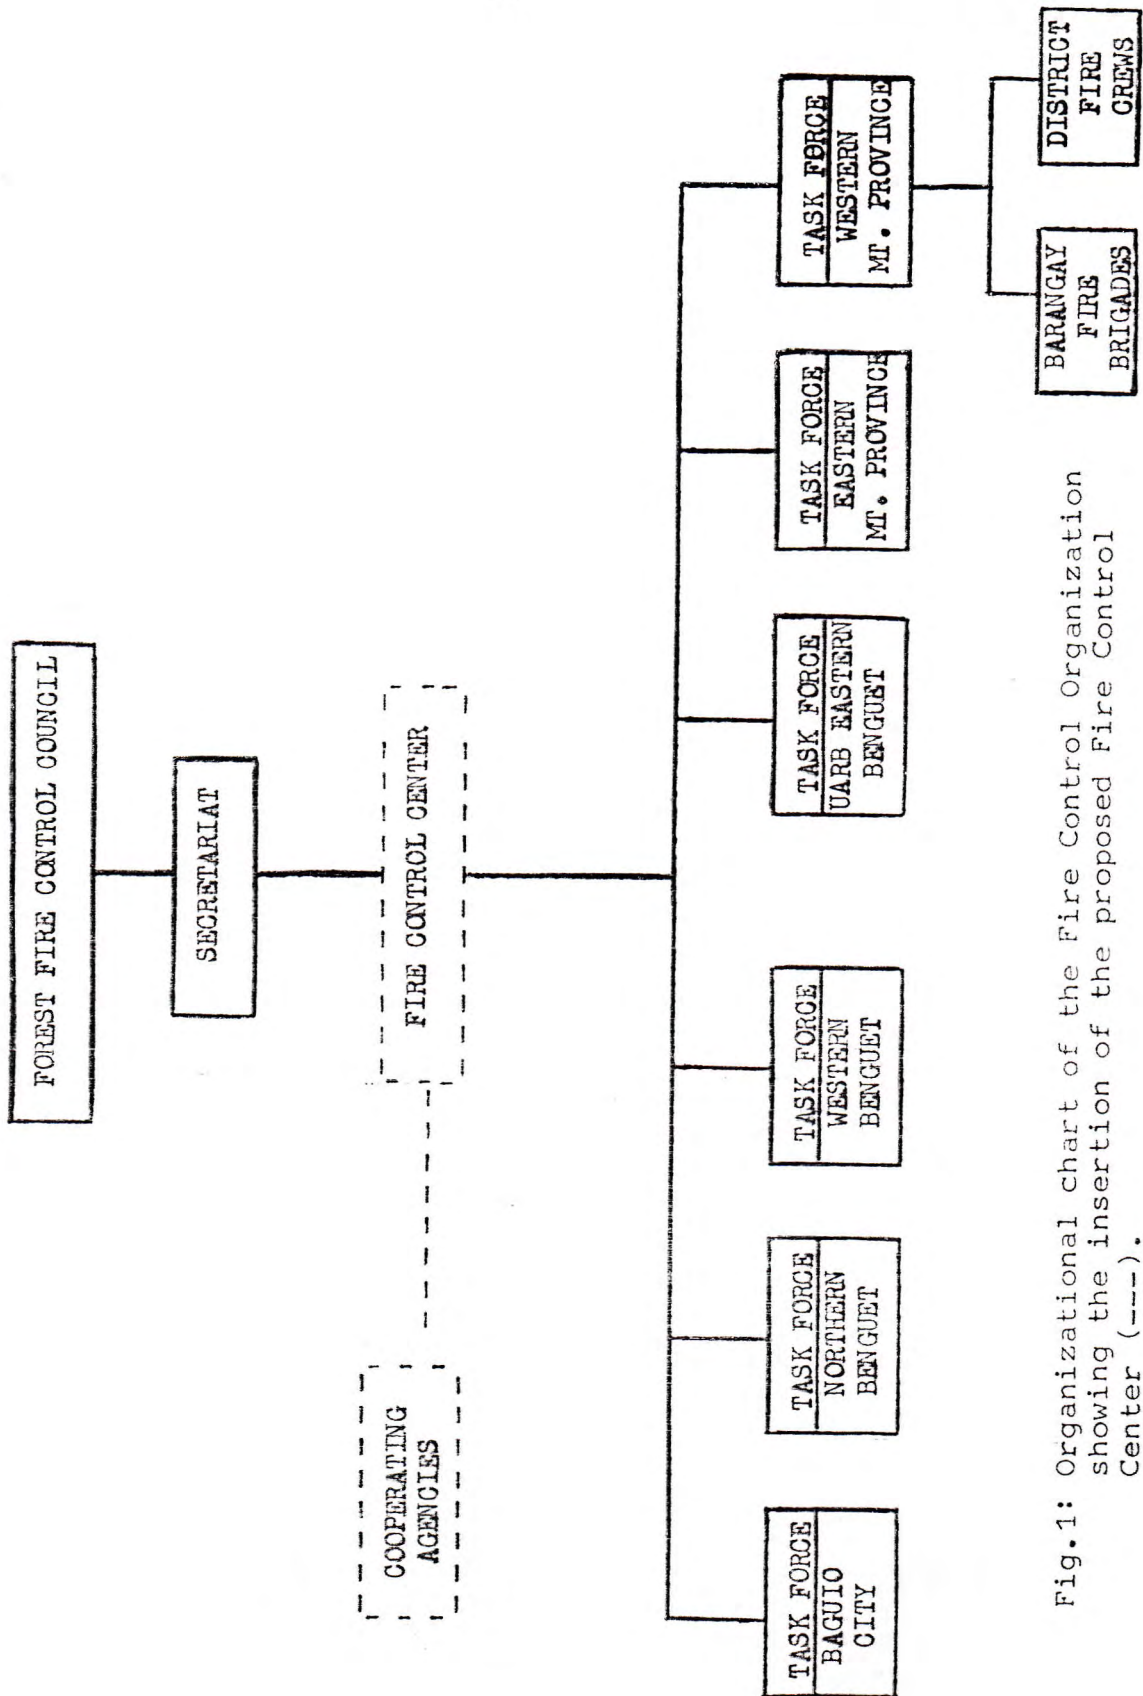 FOREST FIRE CONTROL COUNCIL
SECRETARIAT
COOPERATING
AGENCIES
FIRE CONTROL CENTER
TASK FORCE
BAGUIO
CITY
TASK FORCE
NORTHERN
BENGUET
TASK FORCE
WESTERN
BENGUET
TASK FORCE
UARB EASTERN
BENGUET
TASK FORCE
EASTERN
MT. PROVINCE
TASK FORCE
WESTERN
MT. PROVINCE
BARANGAY
FIRE
BRIGADES
DISTRICT
FIRE
CREWS
Fig.1: Organizational chart of the Fire Control Organization
showing the insertion of the proposed Fire Control
Center (---).